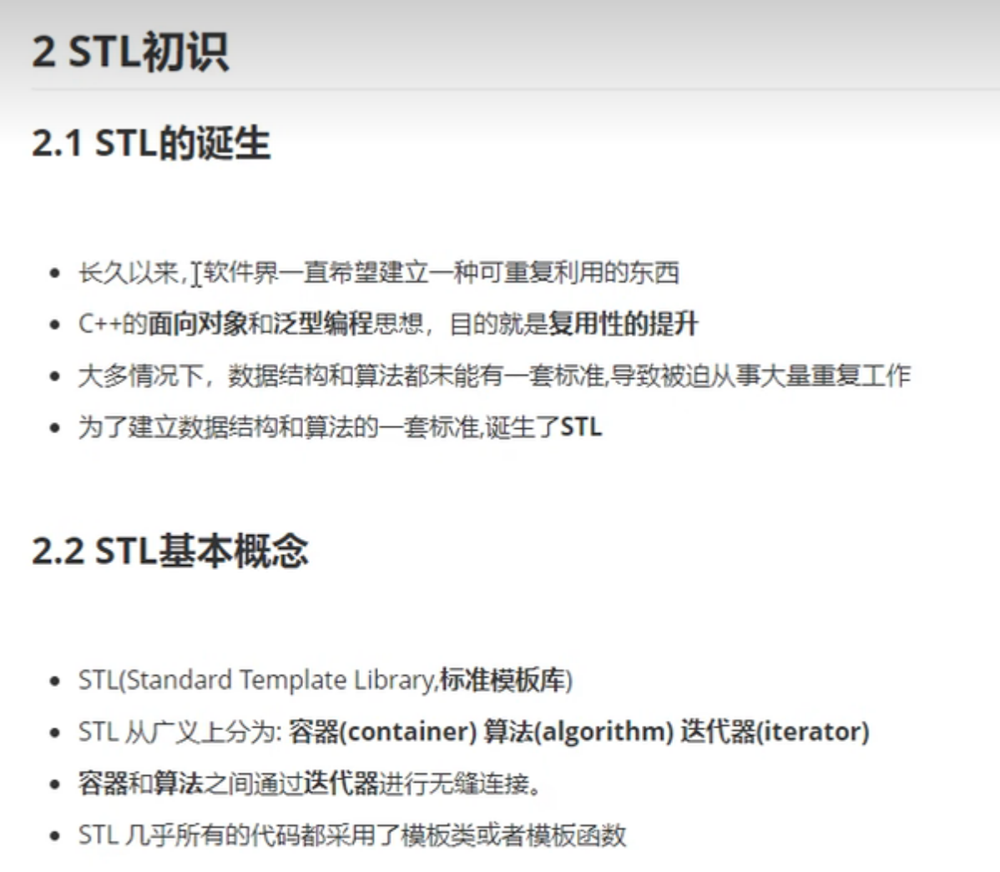 2 STL初识
2.1 STL的诞生
长久以来,软件界一直希望建立一种可重复利用的东西
C++的面向对象和泛型编程思想，目的就是复用性的提升
大多情况下，数据结构和算法都未能有一套标准,导致被迫从事大量重复工作
为了建立数据结构和算法的一套标准,诞生了STL
2.2 STL基本概念
STL(Standard Template Library,标准模板库)
STL 从广义上分为: 容器(container) 算法(algorithm) 迭代器(iterator)
容器和算法之间通过迭代器进行无缝连接。
STL 几乎所有的代码都采用了模板类或者模板函数